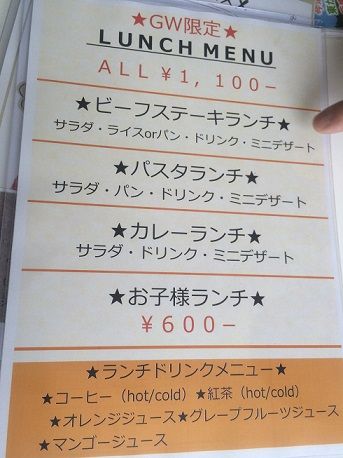 ★GW限定★
LUNCH MENU
ALL ¥1,100−
★ビーフステーキランチ★
サラダ・ライスorパン・ドリンク・ミニデザート
★パスタランチ★
サラダ・パン・ドリンク・ミニデザート
★カレーランチ★
サラダ・ドリンク・ミニデザート
★お子様ランチ★
¥600−
★ランチドリンクメニュー★
★コーヒー（hot/cold）★紅茶（hot/cold）
★オレンジジュース★グレープフルーツジュース
★マンゴージュース